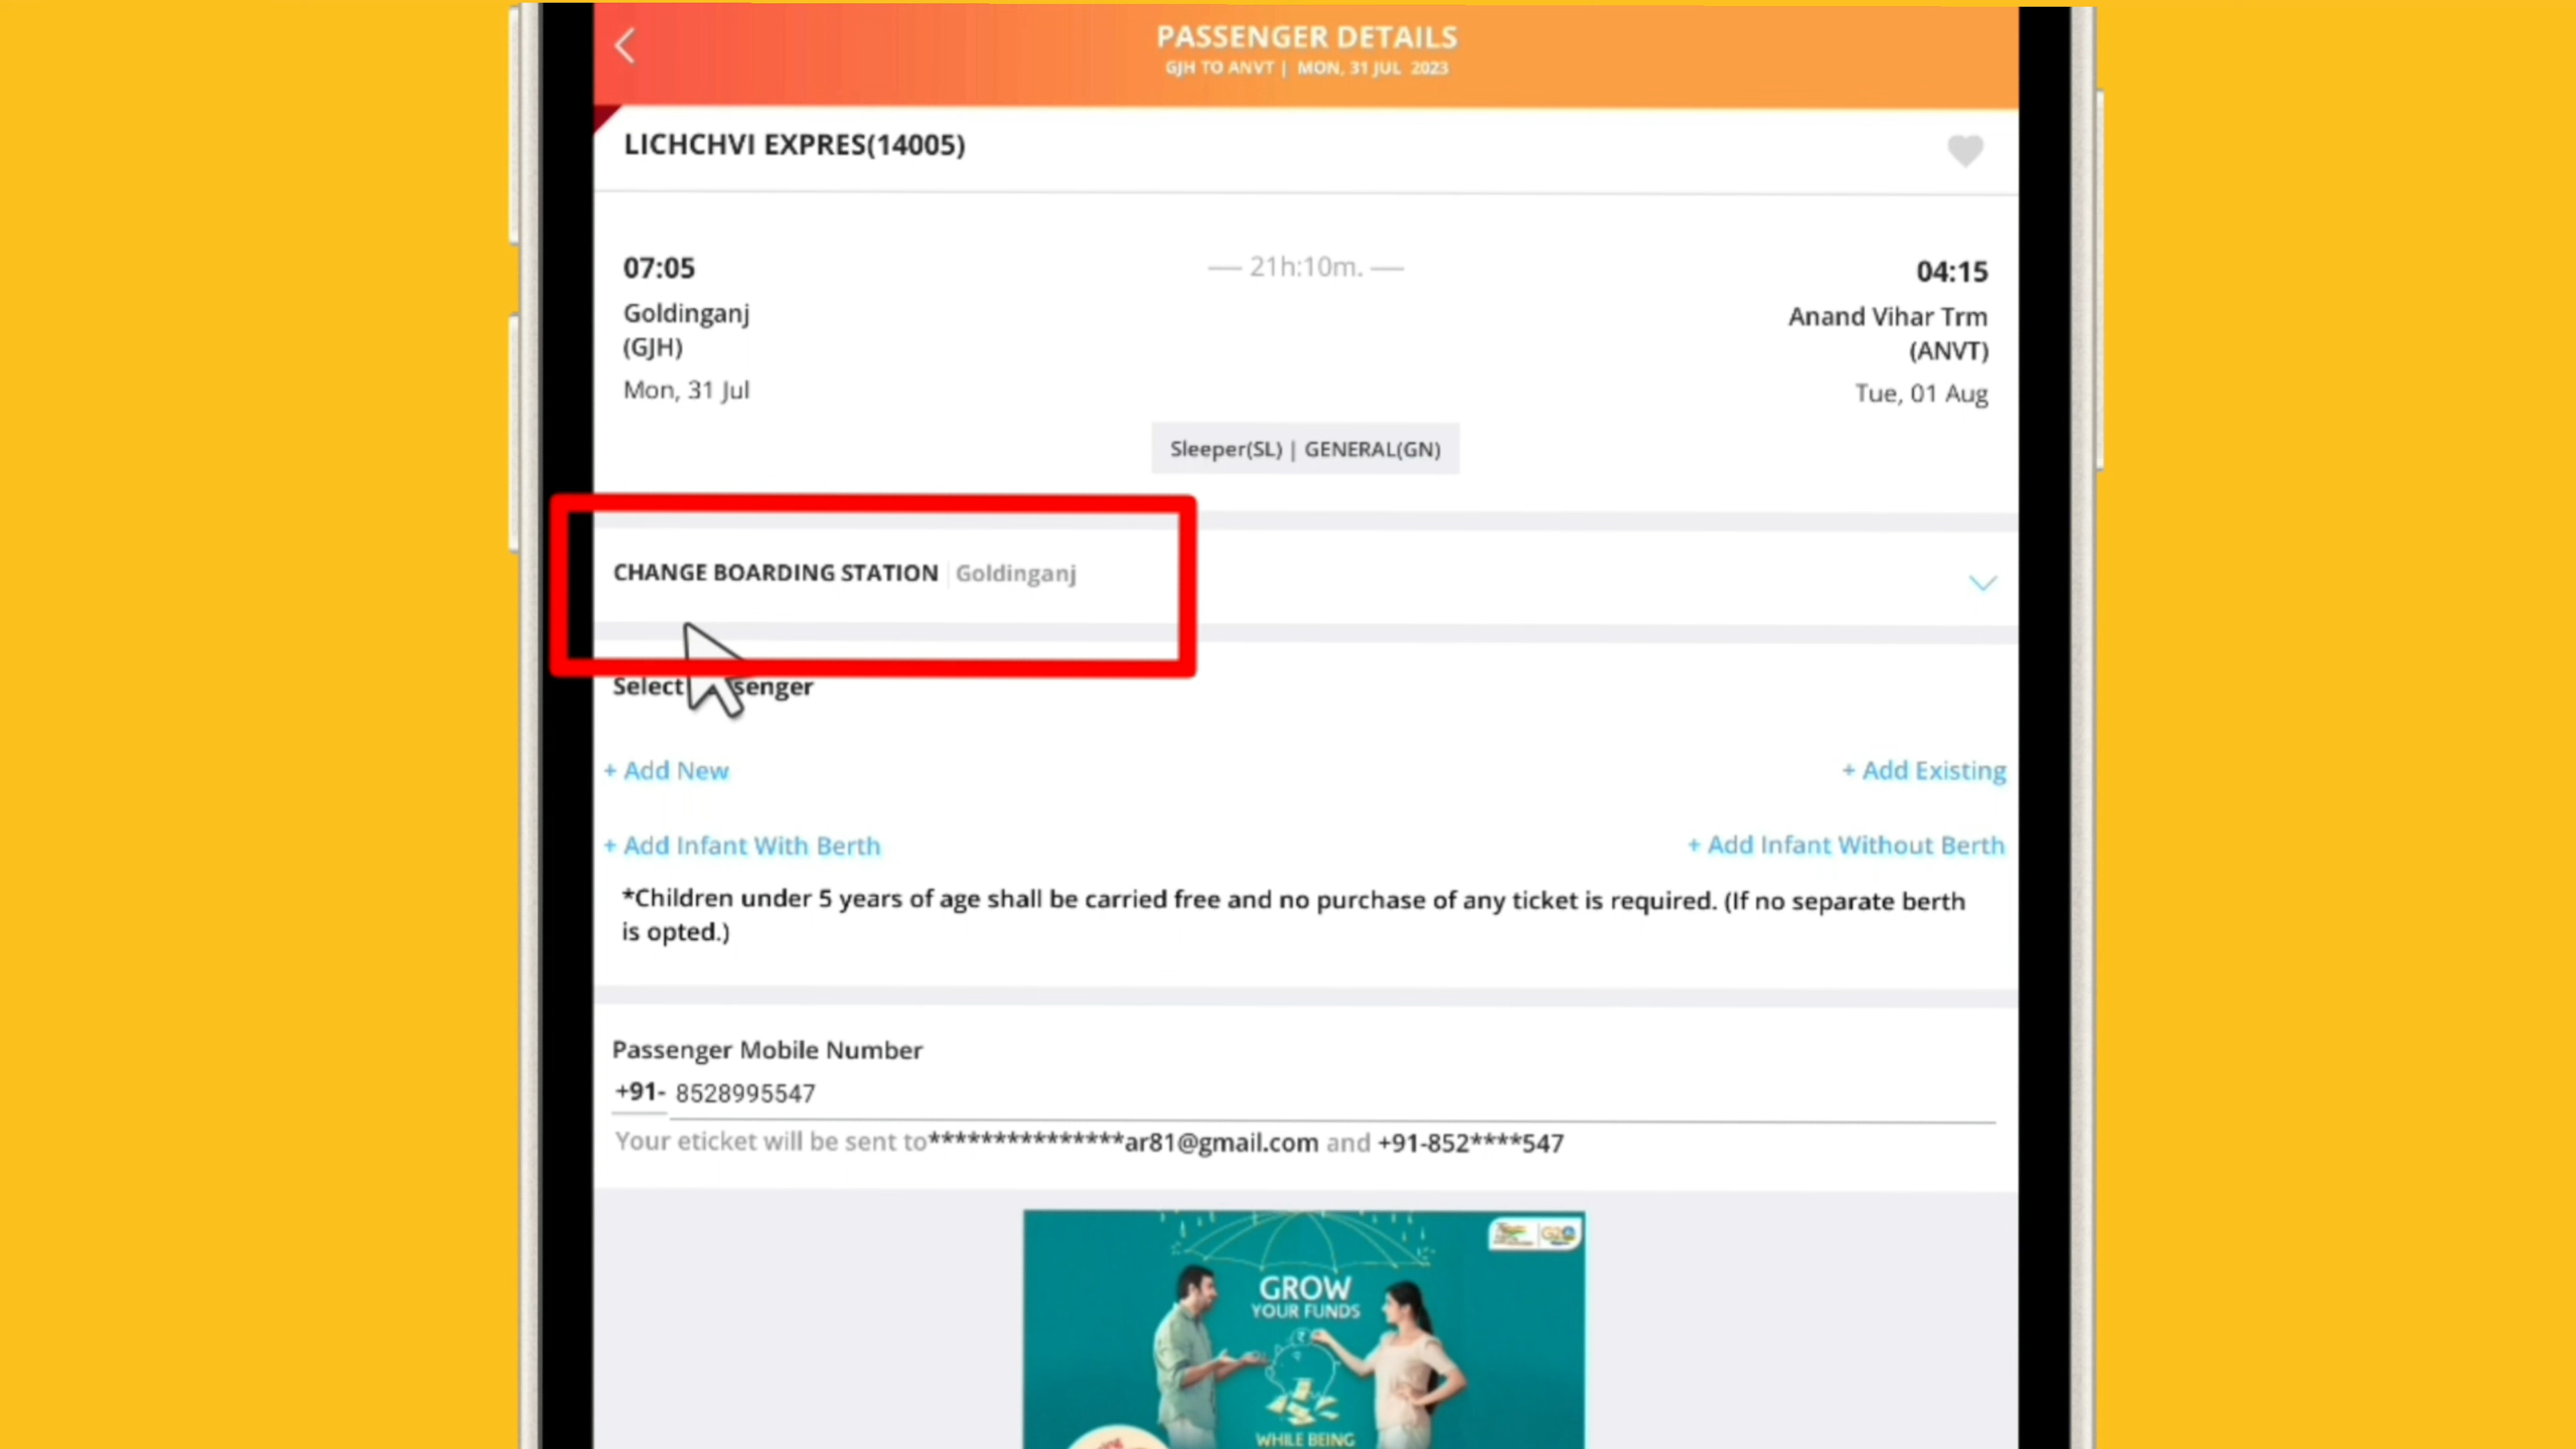 PASSENGER DETAILS
GJH TO ANVT | MON, 31 JUL 2023
LICHCHVI EXPRES(14005)
07:05
21h:10m.
04:15
Goldinganj
(GJH)
Anand Vihar Trm
(ANVT)
Mon, 31 Jul
Tue, 01 Aug
Sleeper(SL) | GENERAL(GN)
CHANGE BOARDING STATION | Goldinganj
Select senger
+ Add New
+ Add Existing
+ Add Infant With Berth
+ Add Infant Without Berth
*Children under 5 years of age shall be carried free and no purchase of any ticket is required. (If no separate berth
is opted.)
Passenger Mobile Number
+91- 8528995547
Your eticket will be sent to***************ar81@gmail.com and +91-852****547
GROW
YOUR FUNDS
WHILE BEING